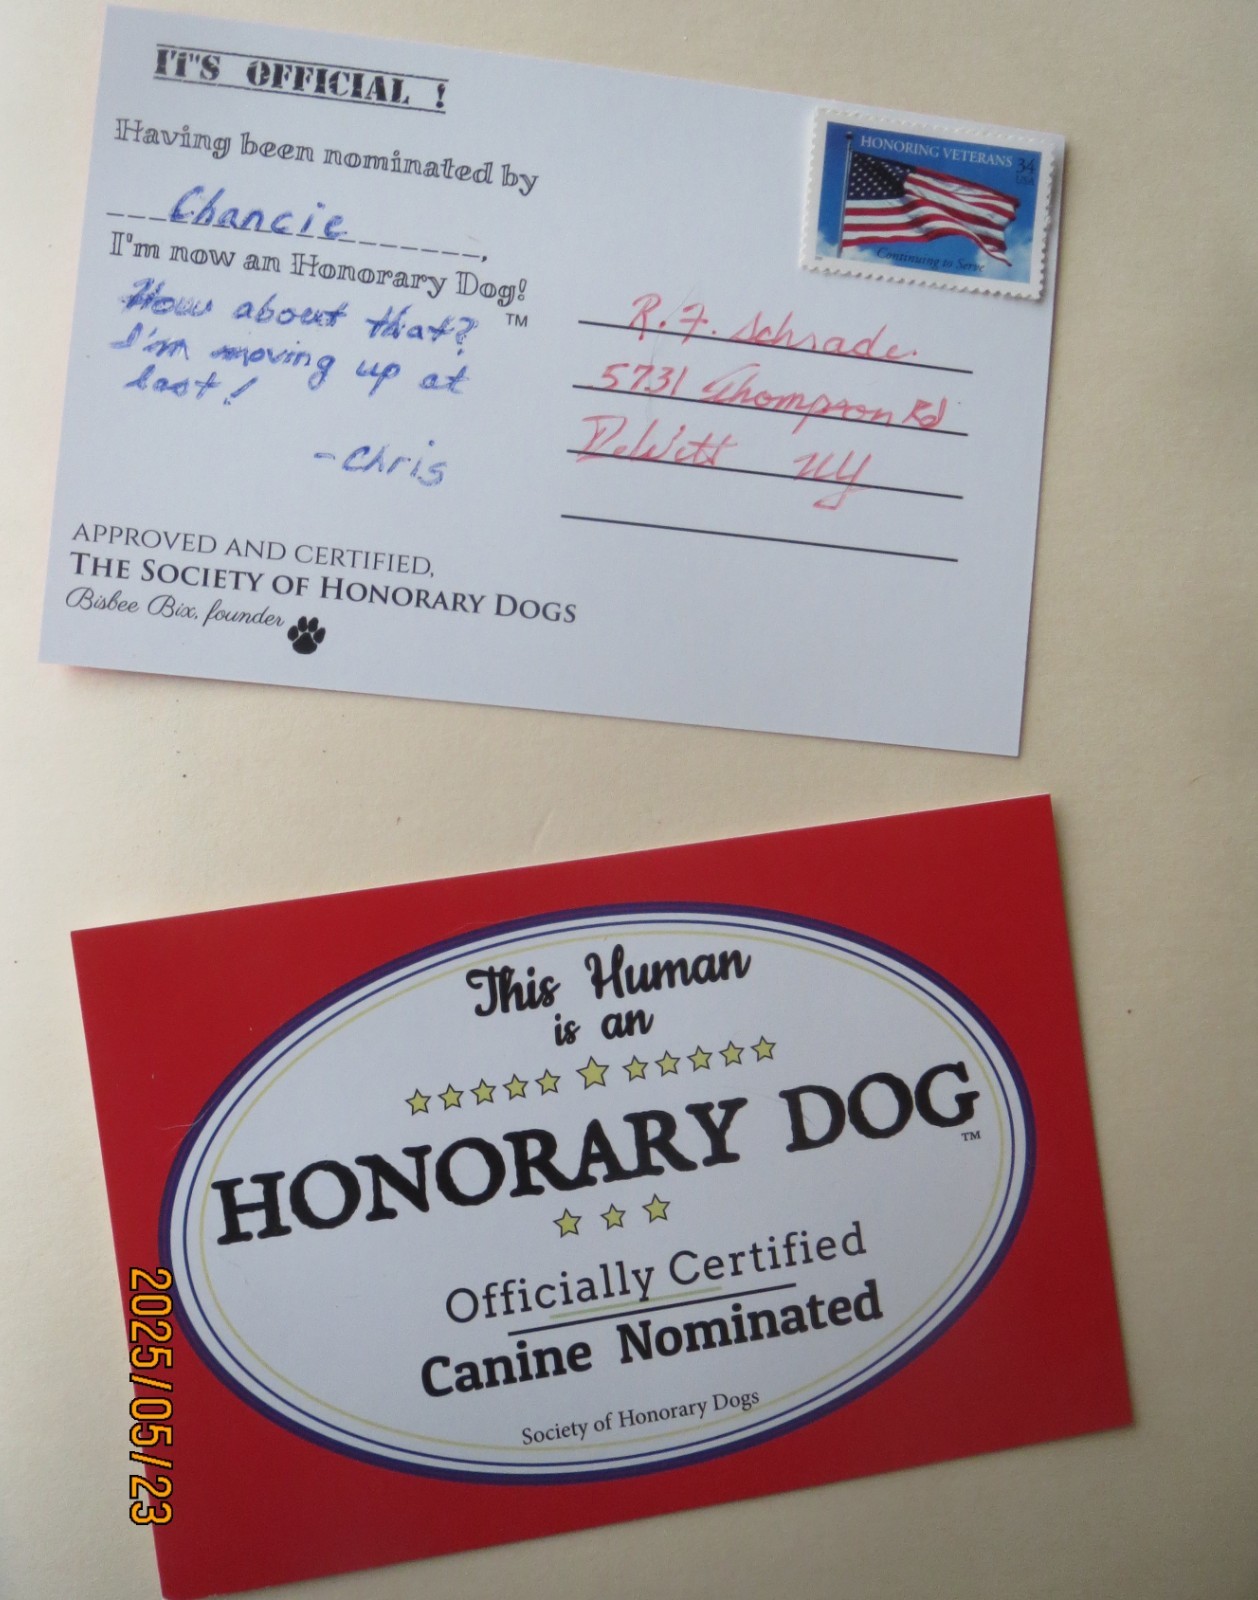 IT"S OFFICIAL !
Having been nominated by
Chancie,
I'm now an Honorary Dog!
TM
How about that?
I'm moving up at
last!
-Chris
APPROVED AND CERTIFIED,
THE SOCIETY OF HONORARY DOGS
Bisbee Bix, founder
HONORING VETERANS
34
USA
Continuing to Serve
R. F. Schrade
5731 Thompson Rd
DeWitt NY
This Human
is an
HONORARY DOG
TM
Officially Certified
Canine Nominated
Society of Honorary Dogs
2025/05/23